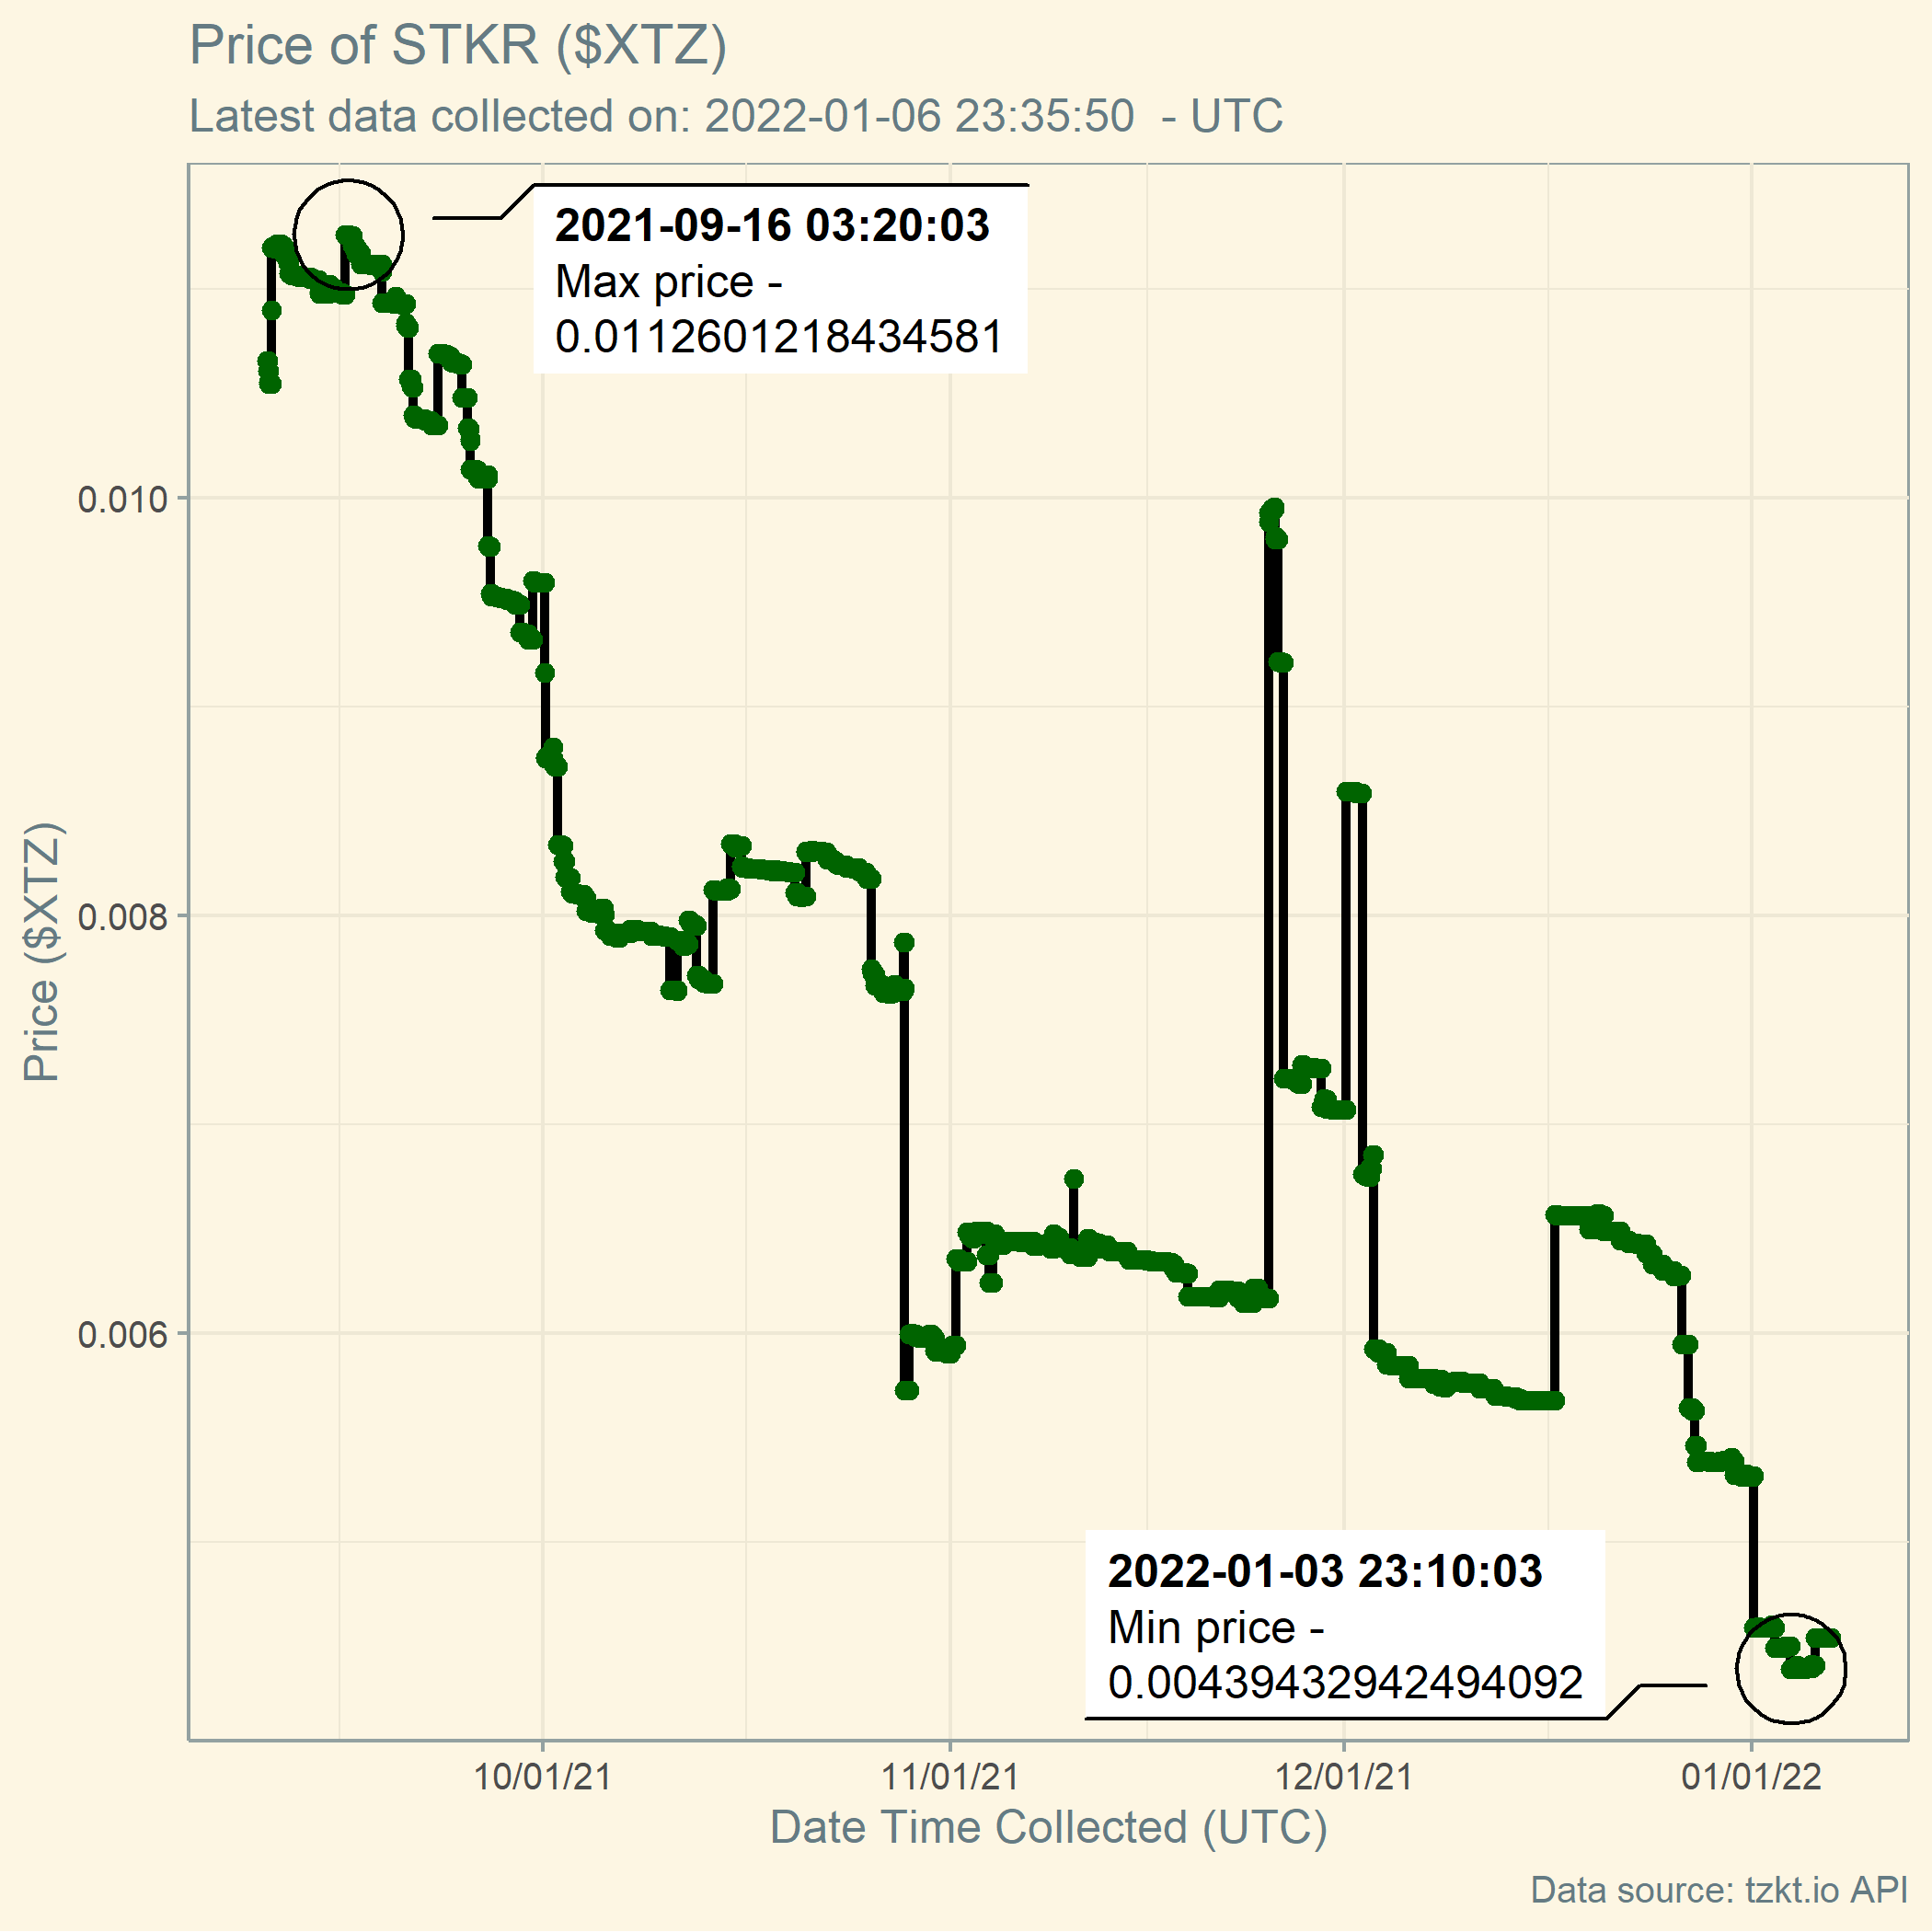 Price of STKR ($XTZ)
Latest data collected on: 2022-01-06 23:35:50 - UTC
2021-09-16 03:20:03
Max price -
0.0112601218434581
0.010
0.008
0.006
Price ($XTZ)
2022-01-03 23:10:03
Min price -
0.00439432942494092
10/01/21
11/01/21
12/01/21
01/01/22
Date Time Collected (UTC)
Data source: tzkt.io API